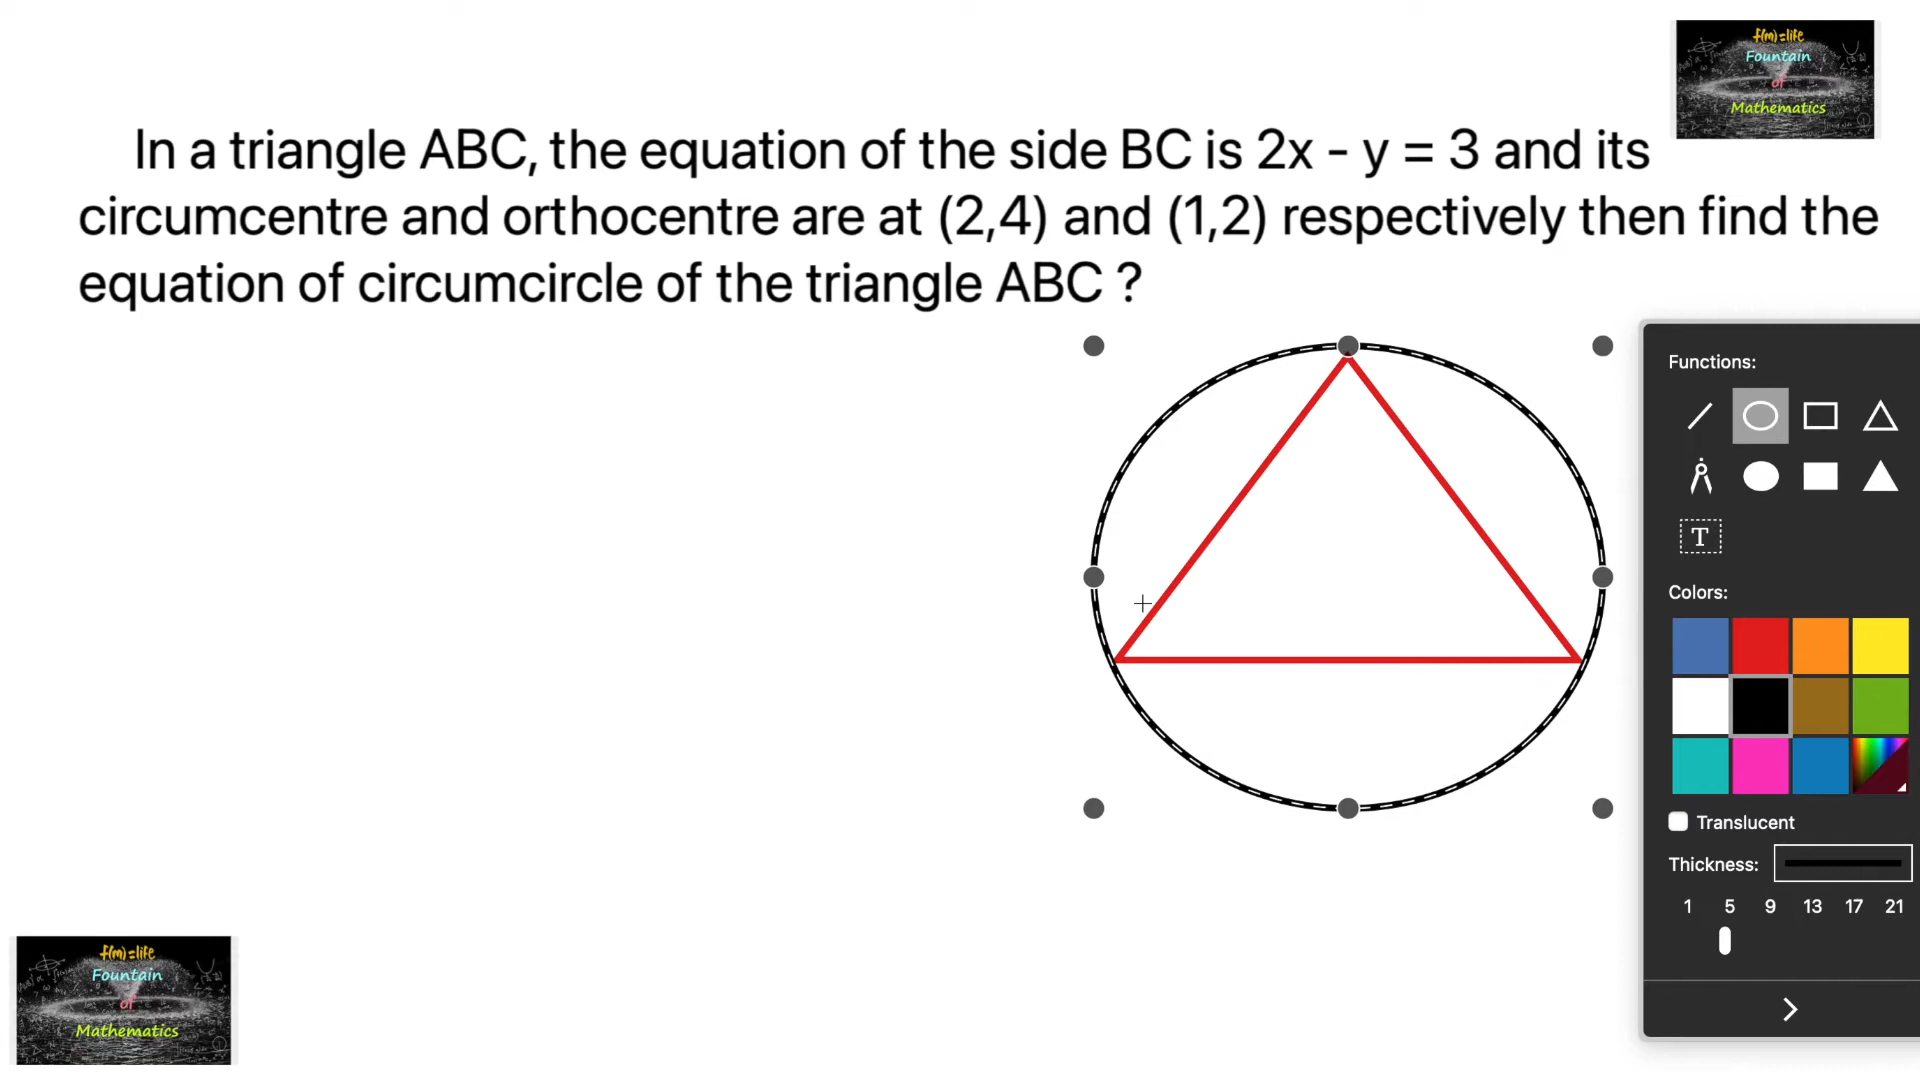 f(m)=life
Fountain
of
Mathematics
In a triangle ABC, the equation of the side BC is 2x - y = 3 and its
circumcentre and orthocentre are at (2,4) and (1,2) respectively then find the
equation of circumcircle of the triangle ABC ?
Functions:
T
Colors:
Translucent
Thickness:
1 5 9 13 17 21
f(m)=life
Fountain
of
Mathematics